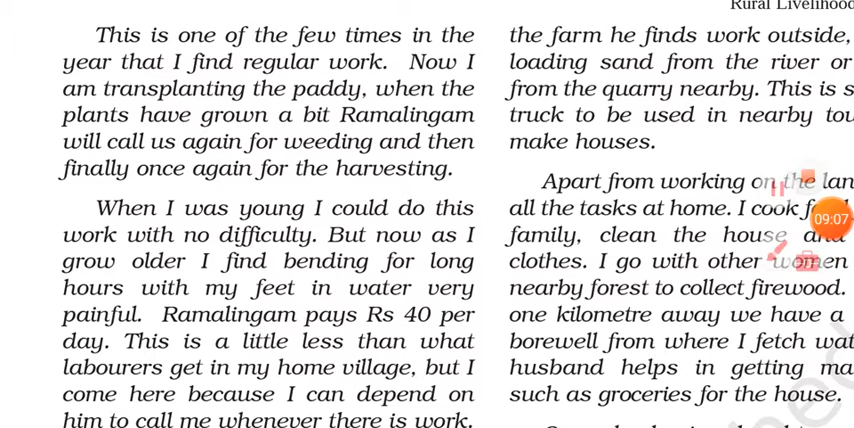 Rural Livelihood
This is one of the few times in the
year that I find regular work. Now I
am transplanting the paddy, when the
plants have grown a bit Ramalingam
will call us again for weeding and then
finally once again for the harvesting.
When I was young I could do this
work with no difficulty. But now as I
grow older I find bending for long
hours with my feet in water very
painful. Ramalingam pays Rs 40 per
day. This is a little less than what
labourers get in my home village, but I
come here because I can depend on
him to call me whenever there is work.
the farm he finds work outside,
loading sand from the river or
from the quarry nearby. This is s
truck to be used in nearby tow
make houses.
Apart from working on the lan
all the tasks at home. I cook
family, clean the house and
clothes. I go with other women
nearby forest to collect firewood.
one kilometre away we have a
borewell from where I fetch wat
husband helps in getting ma
such as groceries for the house.
09:07